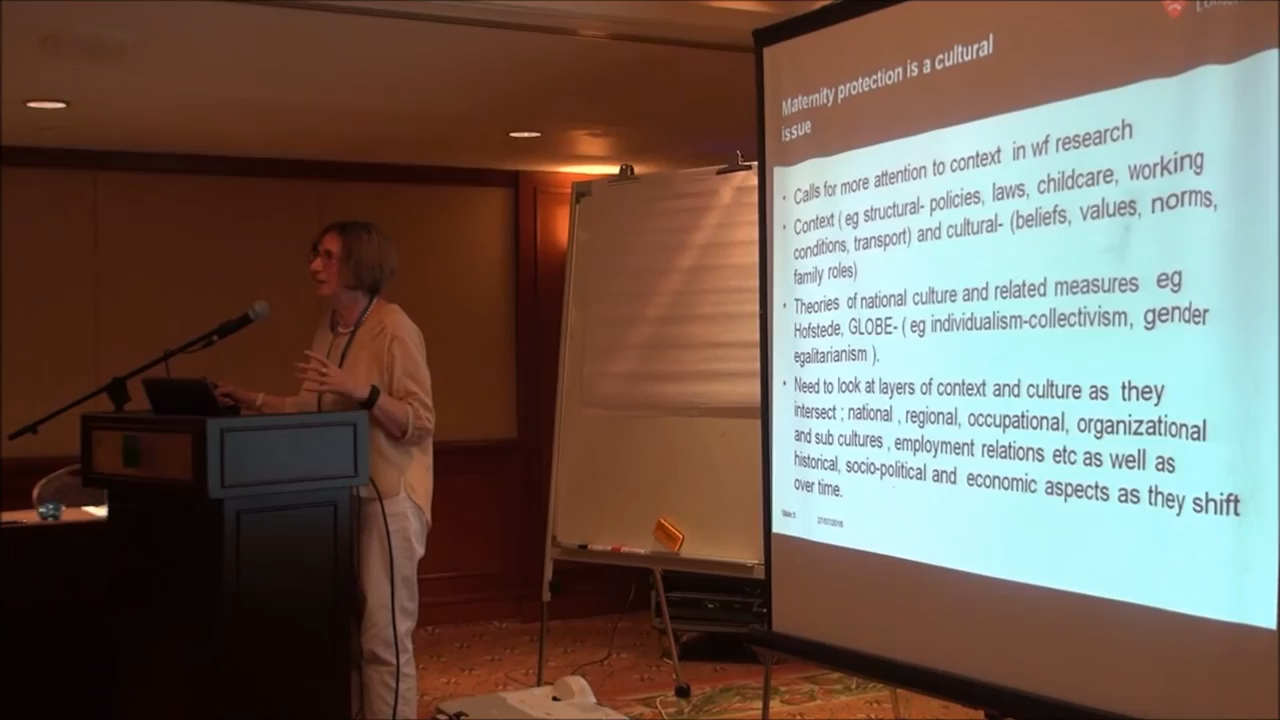 Maternity protection is a cultural
issue
• Calls for more attention to context in wf research
• Context ( eg structural- policies, laws, childcare, working
conditions, transport) and cultural- (beliefs, values, norms,
family roles)
• Theories of national culture and related measures eg
Hofstede, GLOBE- ( eg individualism-collectivism, gender
egalitarianism ).
• Need to look at layers of context and culture as they
intersect ; national , regional, occupational, organizational
and sub cultures , employment relations etc as well as
historical, socio-political and economic aspects as they shift
over time.